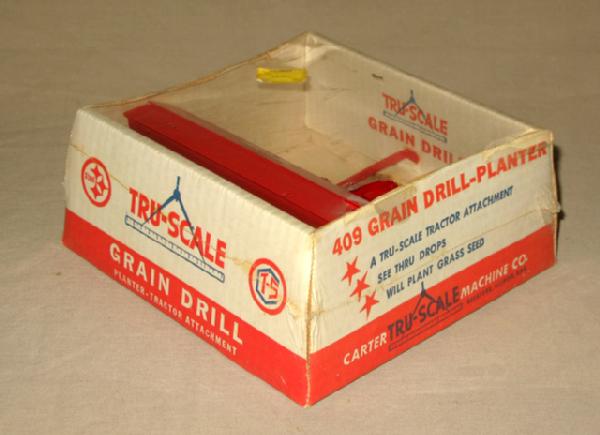 TRU-SCALE
GRAIN DRILL
TRU-SCALE
GRAIN DRILL
PLANTER-TRACTOR ATTACHMENT
T-S
409 GRAIN DRILL-PLANTER
A TRU-SCALE TRACTOR ATTACHMENT
SEE THRU DROPS
WILL PLANT GRASS SEED
CARTER TRU-SCALE MACHINE CO.